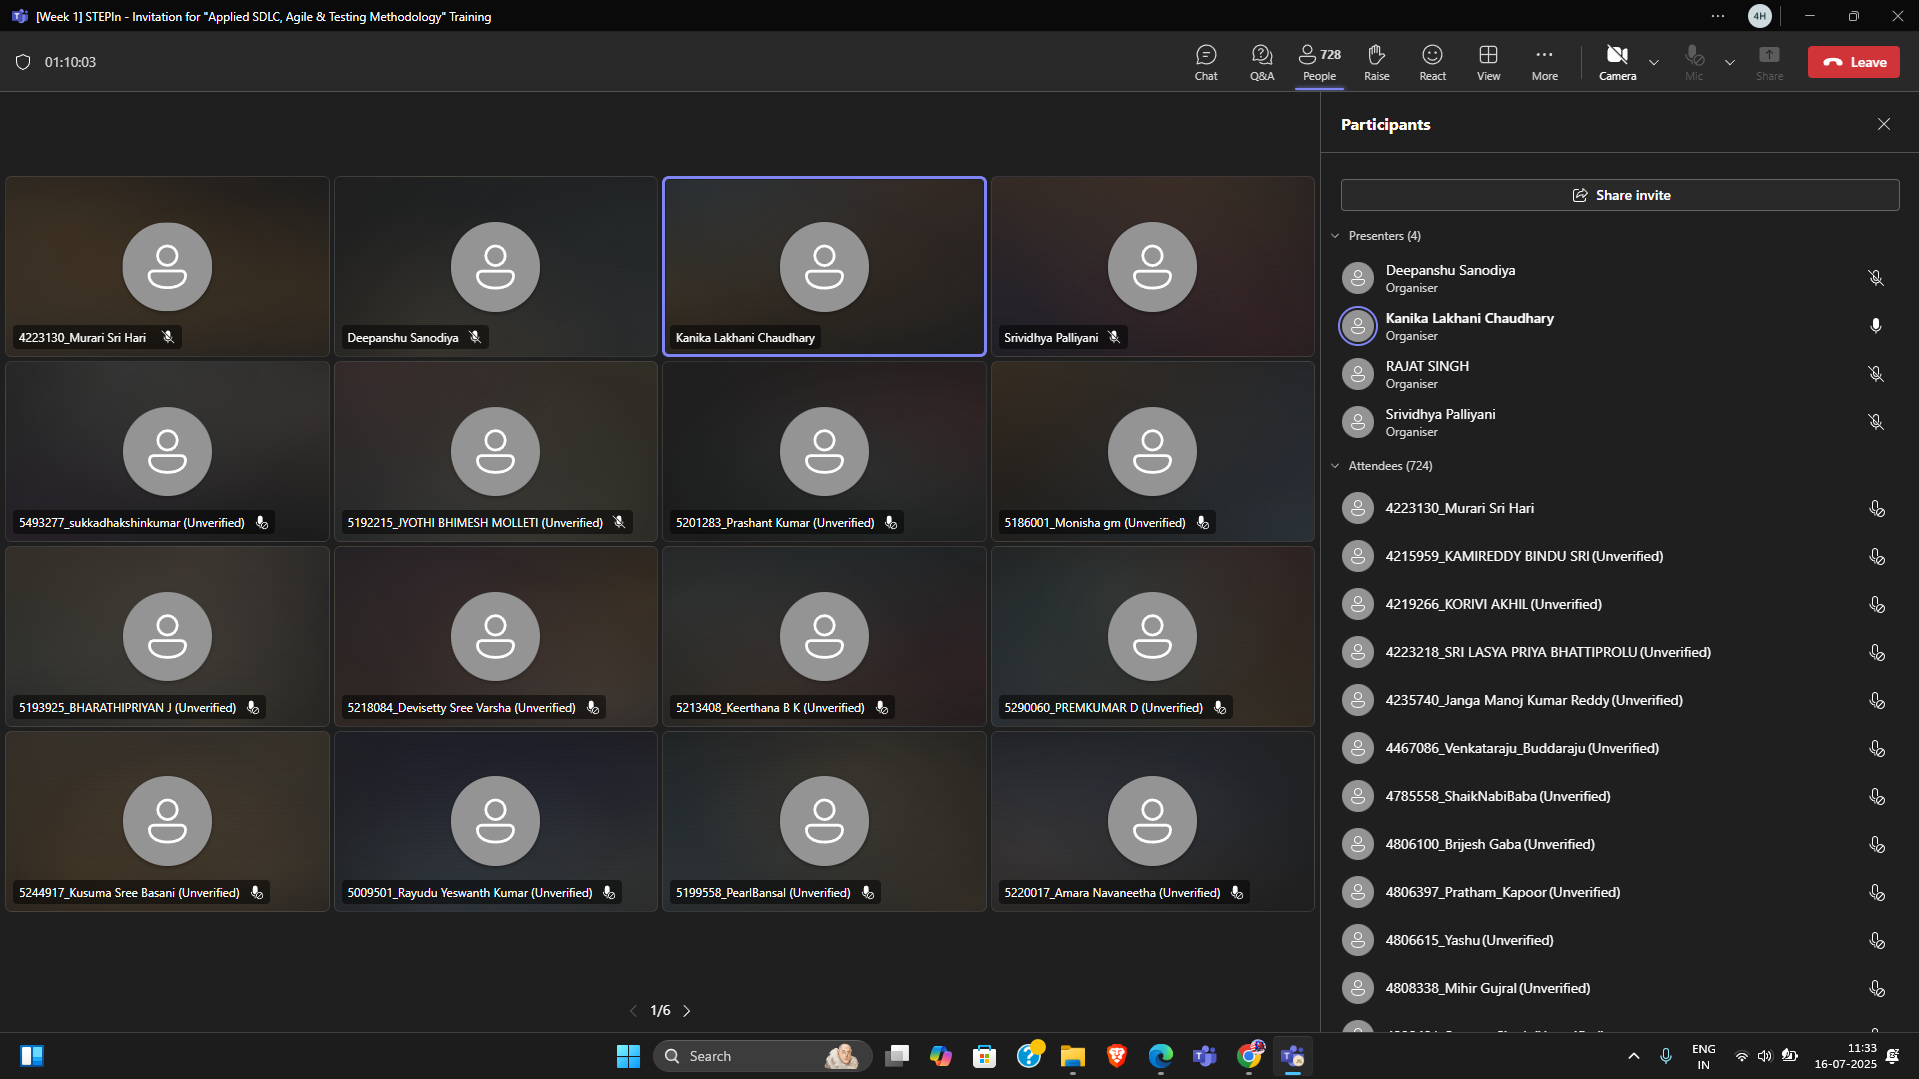 [Week 1] STEPIn - Invitation for "Applied SDLC, Agile & Testing Methodology" Training
4H
01:10:03
Chat
Q&A
728
People
Raise
React
View
More
Camera
Mic
Share
Leave
4223130_Murari Sri Hari
Deepanshu Sanodiya
Kanika Lakhani Chaudhary
Srividhya Palliyani
5493277_sukkadhakshinkumar (Unverified)
5192215_JYOTHI BHIMESH MOLLETI (Unverified)
5201283_Prashant Kumar (Unverified)
5186001_Monisha gm (Unverified)
5193925_BHARATHIPRIYAN J (Unverified)
5218084_Devisetty Sree Varsha (Unverified)
5213408_Keerthana B K (Unverified)
5290060_PREMKUMAR D (Unverified)
5244917_Kusuma Sree Basani (Unverified)
5009501_Rayudu Yeswanth Kumar (Unverified)
5199558_PearlBansal (Unverified)
5220017_Amara Navaneetha (Unverified)
1/6
Participants
Share invite
Presenters (4)
Deepanshu Sanodiya
Organiser
Kanika Lakhani Chaudhary
Organiser
RAJAT SINGH
Organiser
Srividhya Palliyani
Organiser
Attendees (724)
4223130_Murari Sri Hari
4215959_KAMIREDDY BINDU SRI (Unverified)
4219266_KORIVI AKHIL (Unverified)
4223218_SRI LASYA PRIYA BHATTIPROLU (Unverified)
4235740_Janga Manoj Kumar Reddy (Unverified)
4467086_Venkataraju_Buddaraju (Unverified)
4785558_ShaikNabiBaba (Unverified)
4806100_Brijesh Gaba (Unverified)
4806397_Pratham_Kapoor (Unverified)
4806615_Yashu (Unverified)
4808338_Mihir Gujral (Unverified)
Search
ENG
IN
11:33
16-07-2025